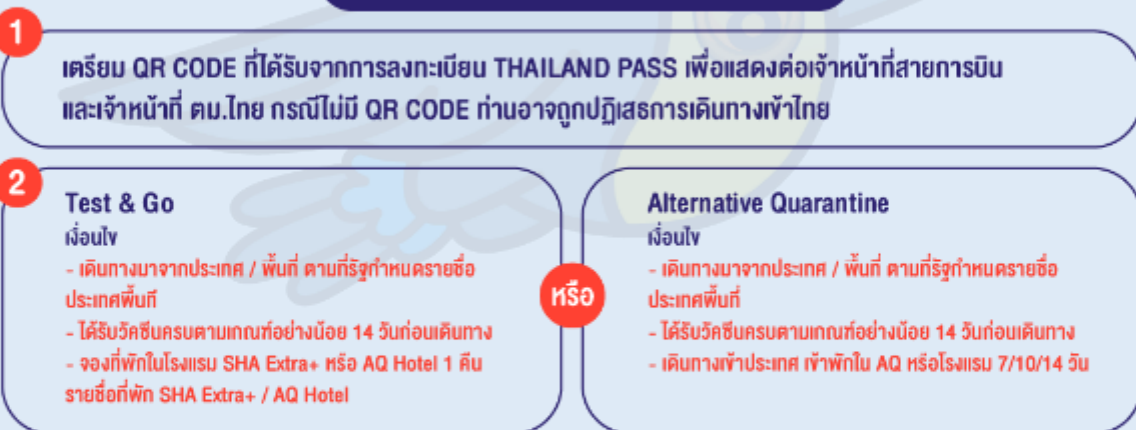 1
เตรียม QR CODE ที่ได้รับจากการลงทะเบียน THAILAND PASS เพื่อแสดงต่อเจ้าหน้าที่สายการบิน
และเจ้าหน้าที่ ตม.ไทย กรณีไม่มี QR CODE ท่านอาจถูกปฏิเสธการเดินทางเข้าไทย
2
Test & Go
เงื่อนไข
- เดินทางมาจากประเทศ / พื้นที่ ตามที่รัฐกำหนดรายชื่อ
ประเทศพื้นที่
- ได้รับวัคซีนครบตามเกณฑ์อย่างน้อย 14 วันก่อนเดินทาง
- จองที่พักในโรงแรม SHA Extra+ หรือ AQ Hotel 1 คืน
รายชื่อที่พัก SHA Extra+ / AQ Hotel
หรือ
Alternative Quarantine
เงื่อนไข
- เดินทางมาจากประเทศ / พื้นที่ ตามที่รัฐกำหนดรายชื่อ
ประเทศพื้นที่
- ได้รับวัคซีนครบตามเกณฑ์อย่างน้อย 14 วันก่อนเดินทาง
- เดินทางเข้าประเทศ เข้าพักใน AQ หรือโรงแรม 7/10/14 วัน